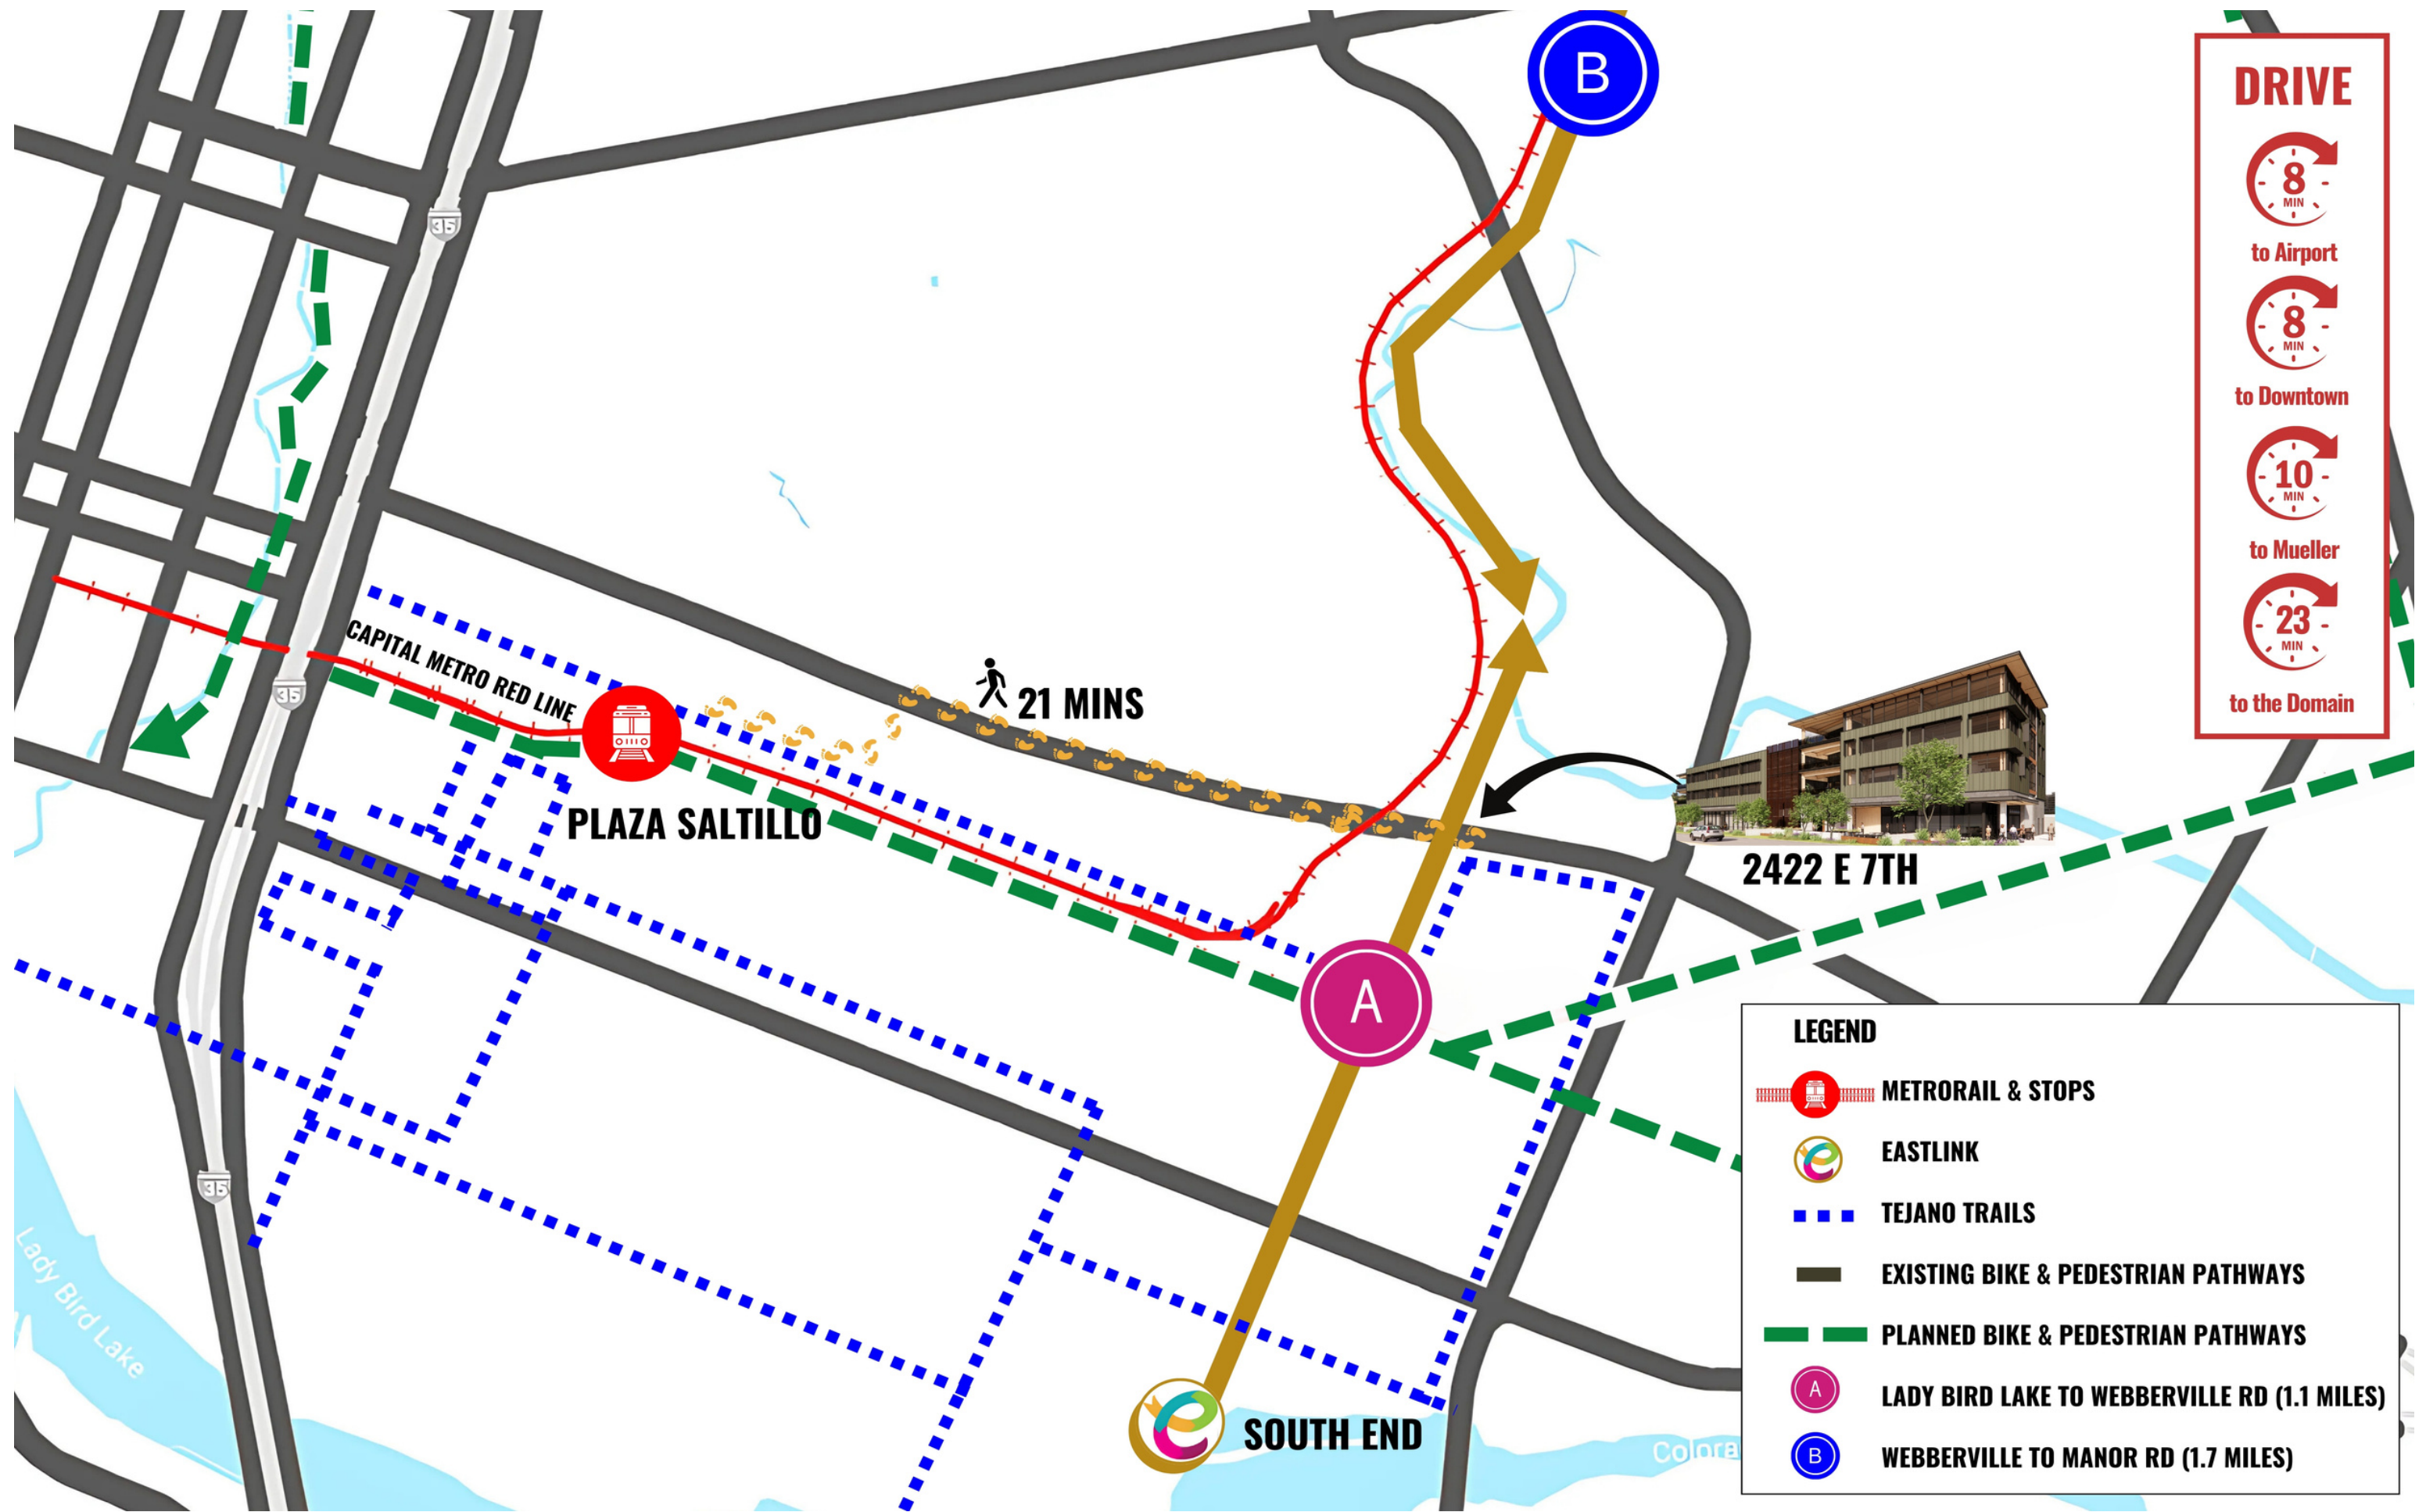 B
DRIVE
8
MIN
to Airport
8
MIN
to Downtown
10
MIN
to Mueller
23
MIN
to the Domain
35
CAPITAL METRO RED LINE
21 MINS
35
PLAZA SALTILLO
2422 E 7TH
A
35
Lady Bird Lake
SOUTH END
Colora
LEGEND
METRORAIL & STOPS
EASTLINK
TEJANO TRAILS
EXISTING BIKE & PEDESTRIAN PATHWAYS
PLANNED BIKE & PEDESTRIAN PATHWAYS
A LADY BIRD LAKE TO WEBBERVILLE RD (1.1 MILES)
B WEBBERVILLE TO MANOR RD (1.7 MILES)